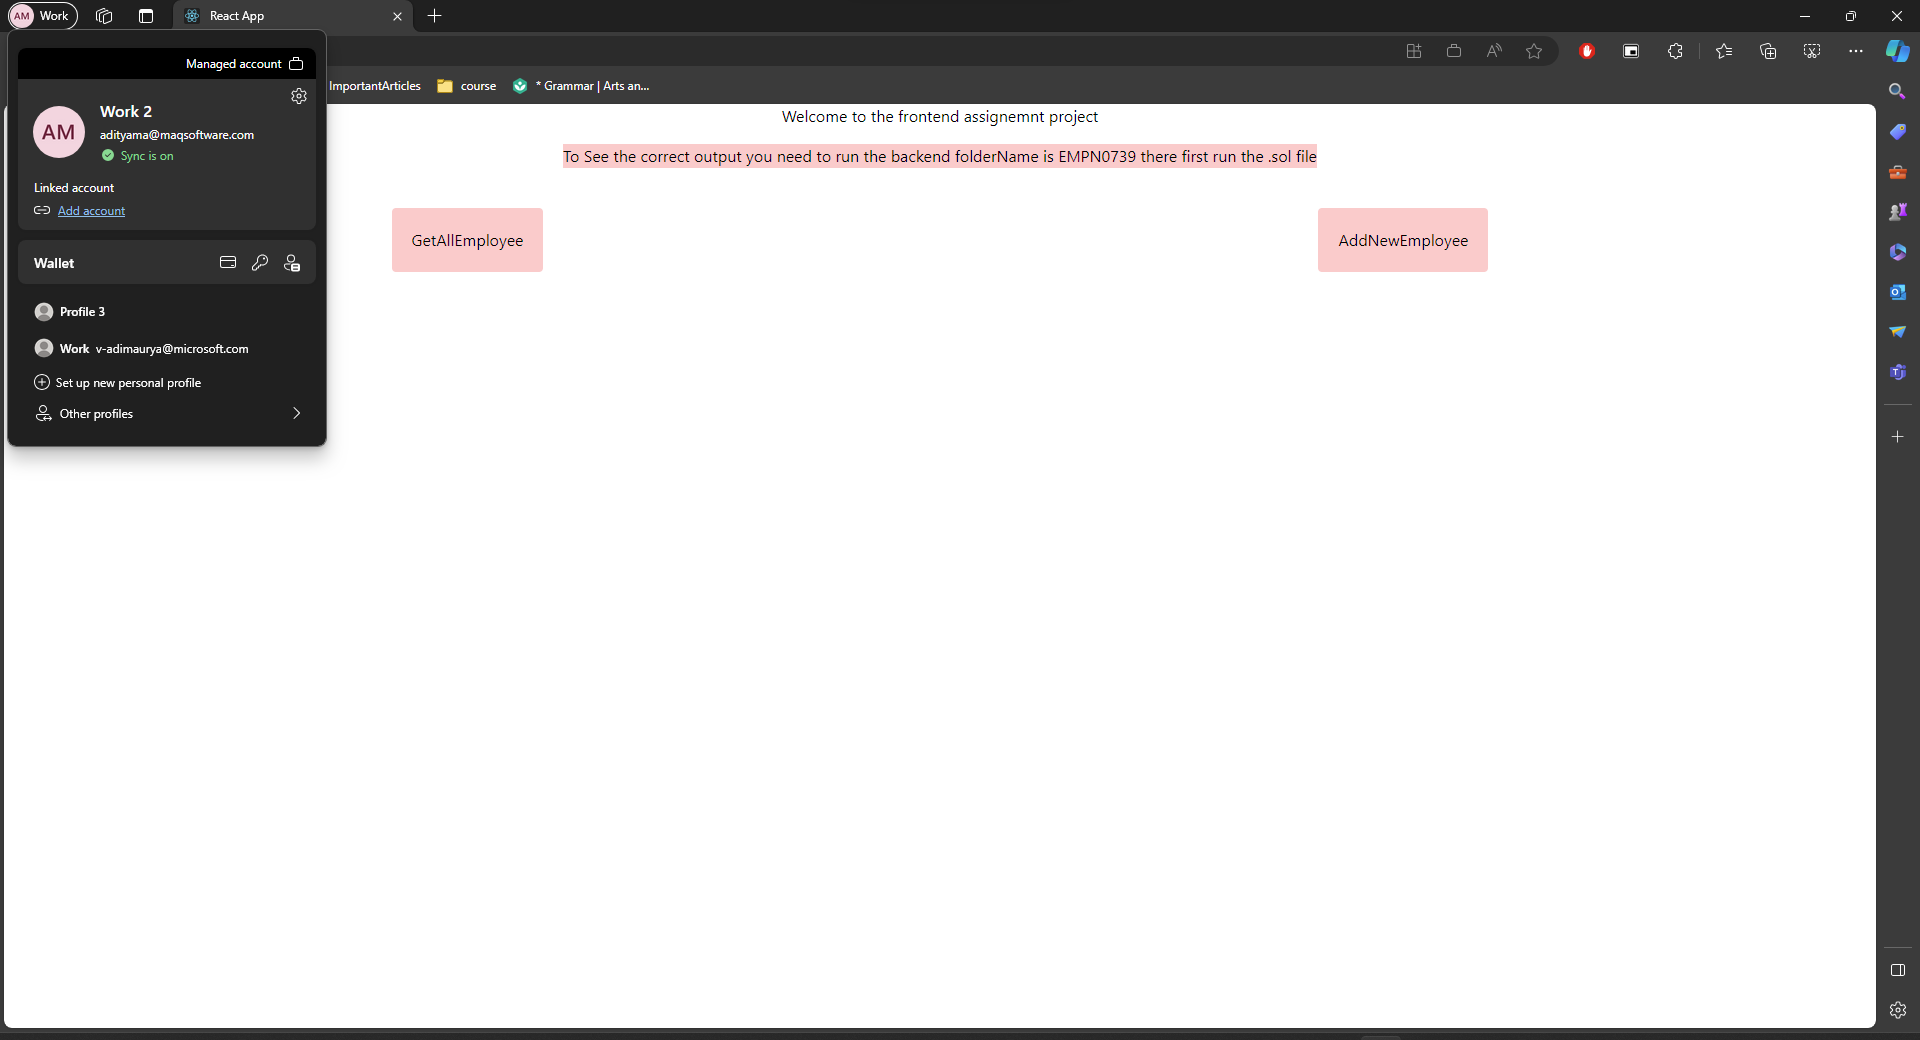 AM Work
React App
Managed account
ImportantArticles
course
* Grammar | Arts an...
AM
Work 2
adityama@maqsoftware.com
Sync is on
Linked account
Add account
Wallet
Profile 3
Work v-adimaurya@microsoft.com
Set up new personal profile
Other profiles
Welcome to the frontend assignemnt project
To See the correct output you need to run the backend folderName is EMPN0739 there first run the .sol file
GetAllEmployee
AddNewEmployee